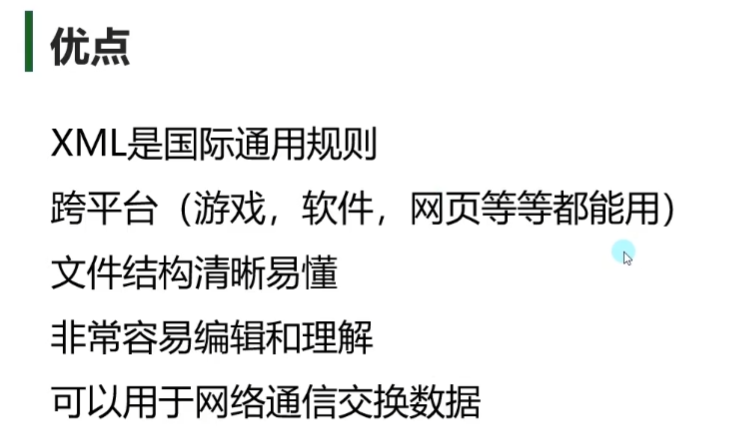 优点
XML是国际通用规则
跨平台（游戏，软件，网页等等都能用）
文件结构清晰易懂
非常容易编辑和理解
可以用于网络通信交换数据